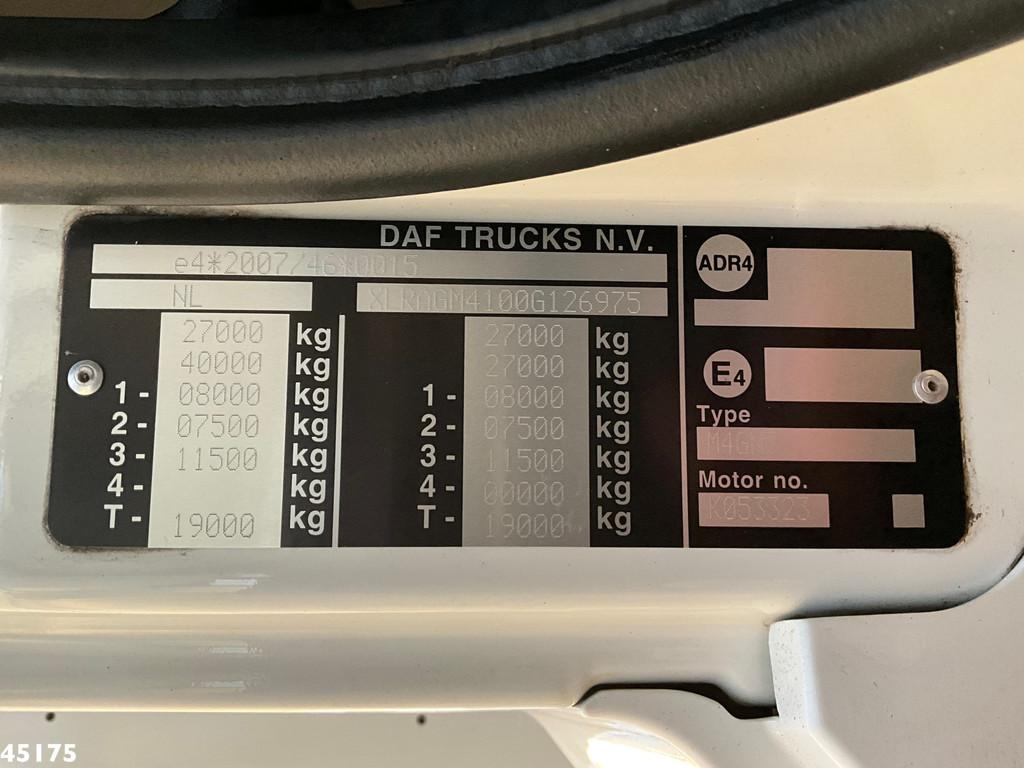 DAF TRUCKS N.V.
e4*2007/46*0015
NL XLRAGM4100G126975
27000 kg 27000 kg
40000 kg 27000 kg
1- 08000 kg 1- 08000 kg
2- 07500 kg 2- 07500 kg
3- 11500 kg 3- 11500 kg
4- kg 4- 00000 kg
T- 19000 kg T- 19000 kg
ADR4
E4
Type
Motor no.
K053323
45175